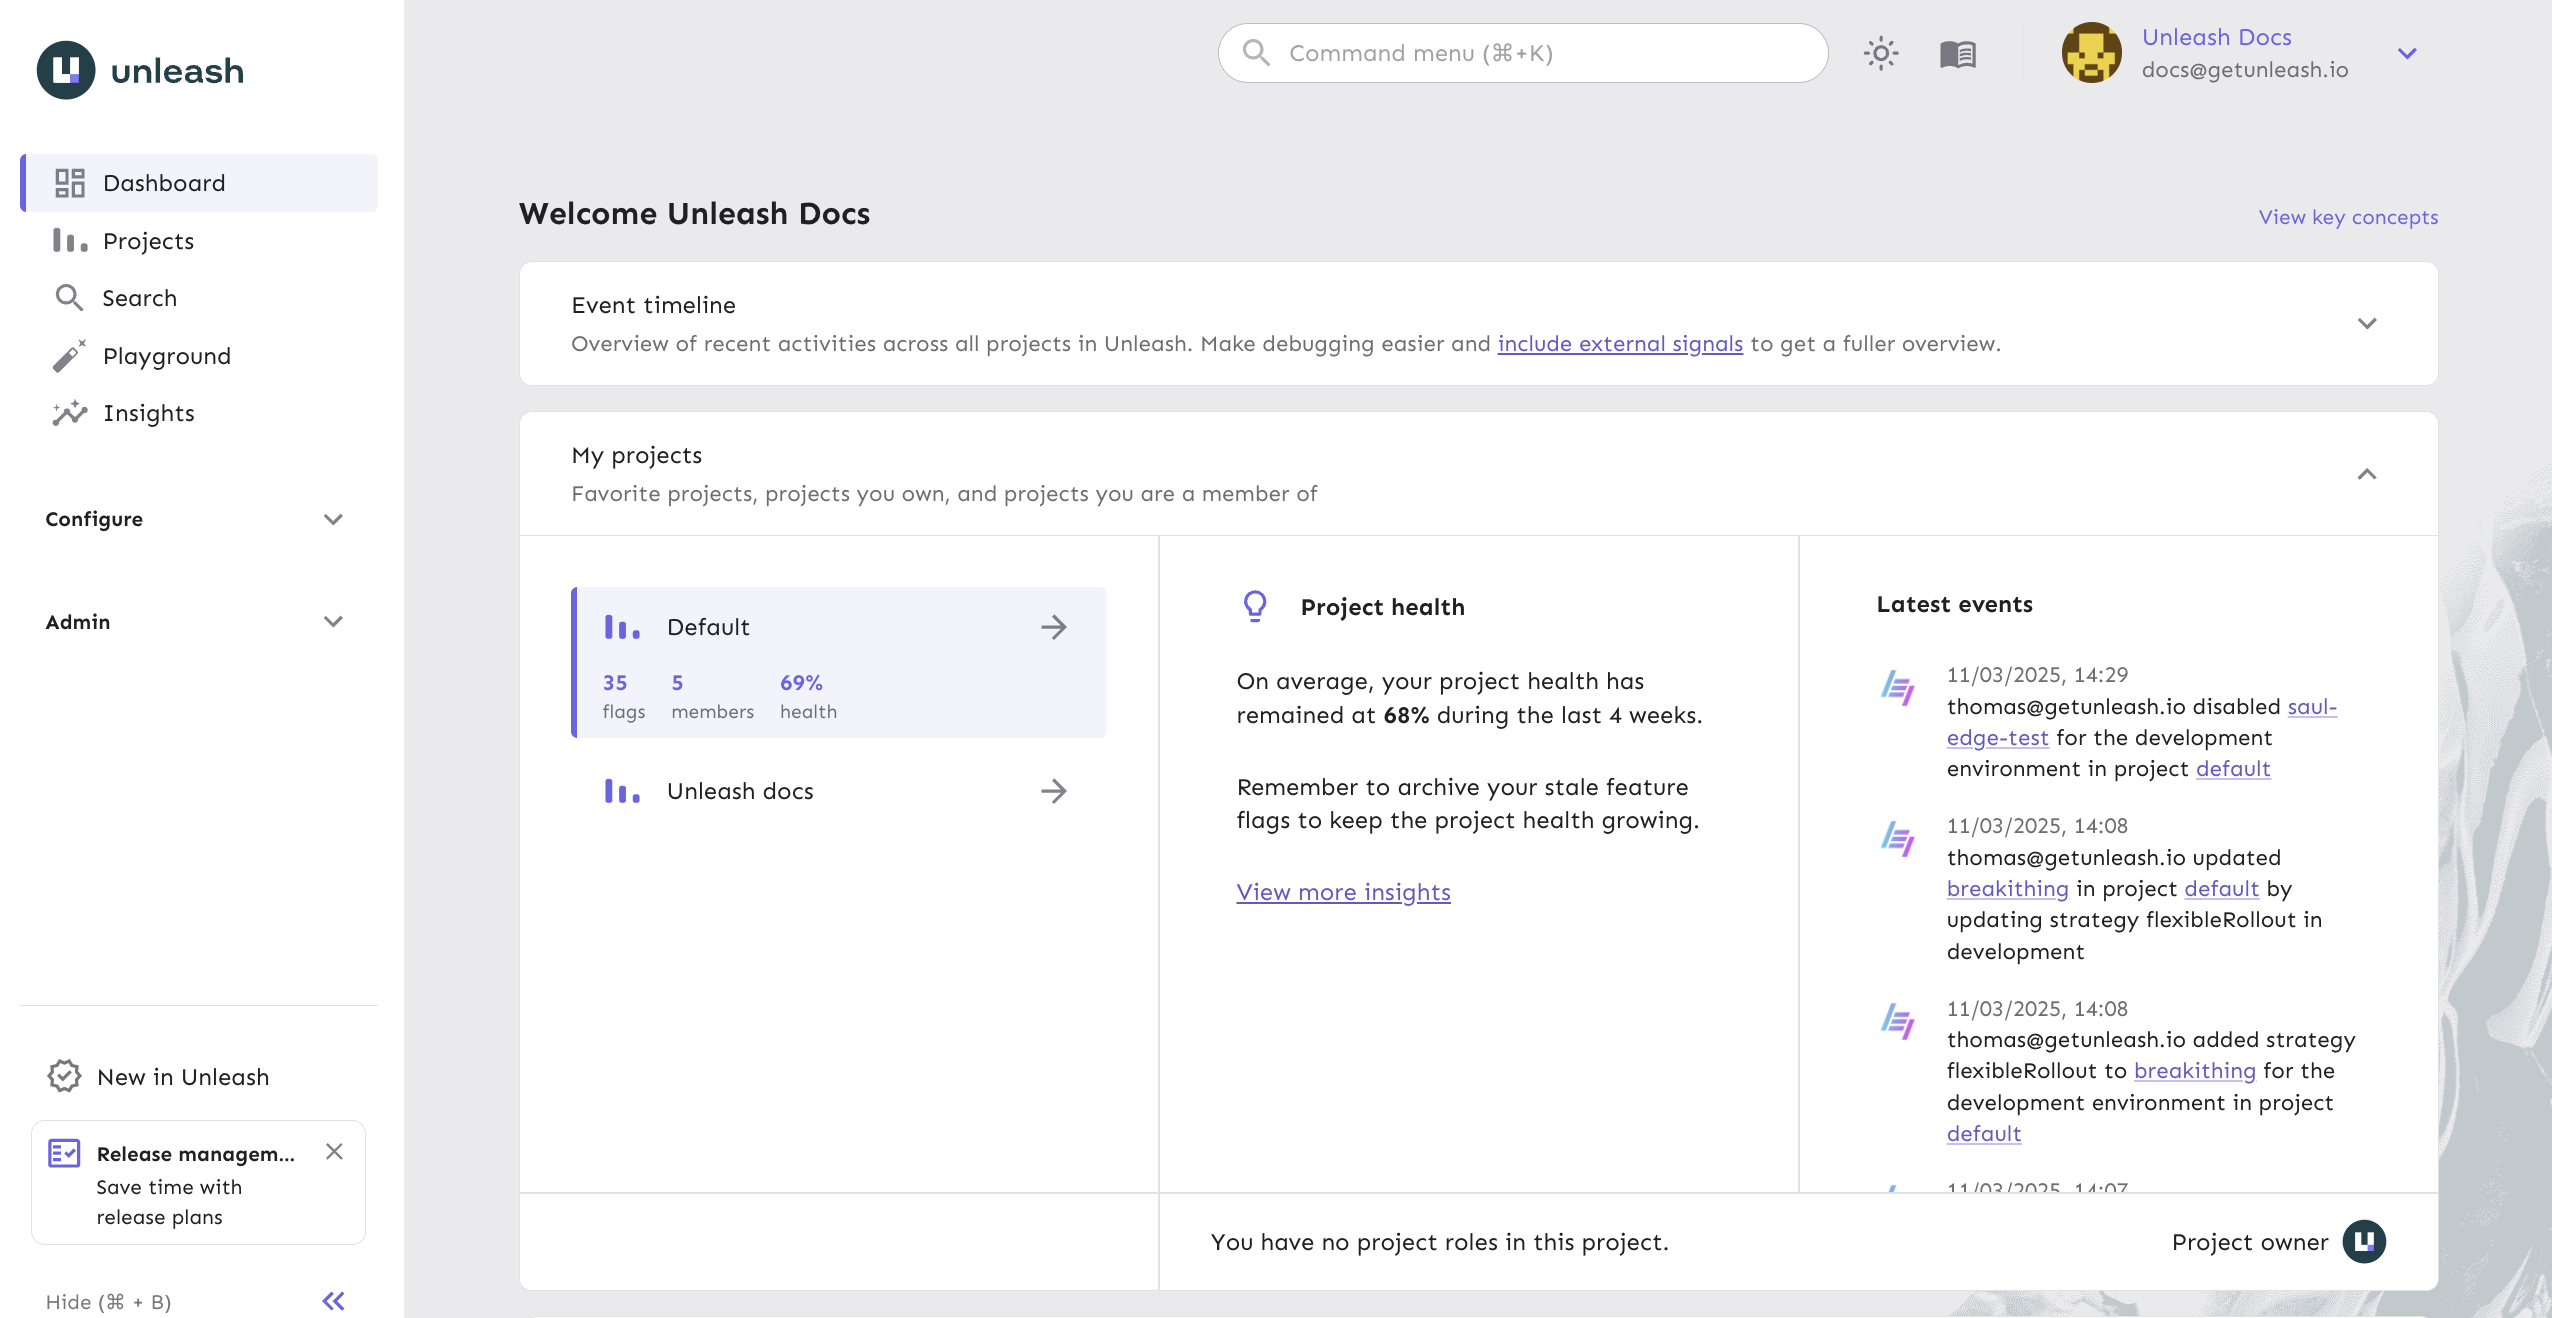 unleash
Dashboard
Projects
Search
Playground
Insights
Configure
Admin
New in Unleash
Release managem...
Save time with
release plans
Hide (⌘ + B)
Command menu (⌘+K)
Unleash Docs
docs@getunleash.io
Welcome Unleash Docs
View key concepts
Event timeline
Overview of recent activities across all projects in Unleash. Make debugging easier and include external signals to get a fuller overview.
My projects
Favorite projects, projects you own, and projects you are a member of
Default
35 5 69%
flags members health
Unleash docs
Project health
On average, your project health has
remained at 68% during the last 4 weeks.
Remember to archive your stale feature
flags to keep the project health growing.
View more insights
Latest events
11/03/2025, 14:29
thomas@getunleash.io disabled saul-
edge-test for the development
environment in project default
11/03/2025, 14:08
thomas@getunleash.io updated
breakithing in project default by
updating strategy flexibleRollout in
development
11/03/2025, 14:08
thomas@getunleash.io added strategy
flexibleRollout to breakithing for the
development environment in project
default
11/03/2025, 14:07
You have no project roles in this project.
Project owner